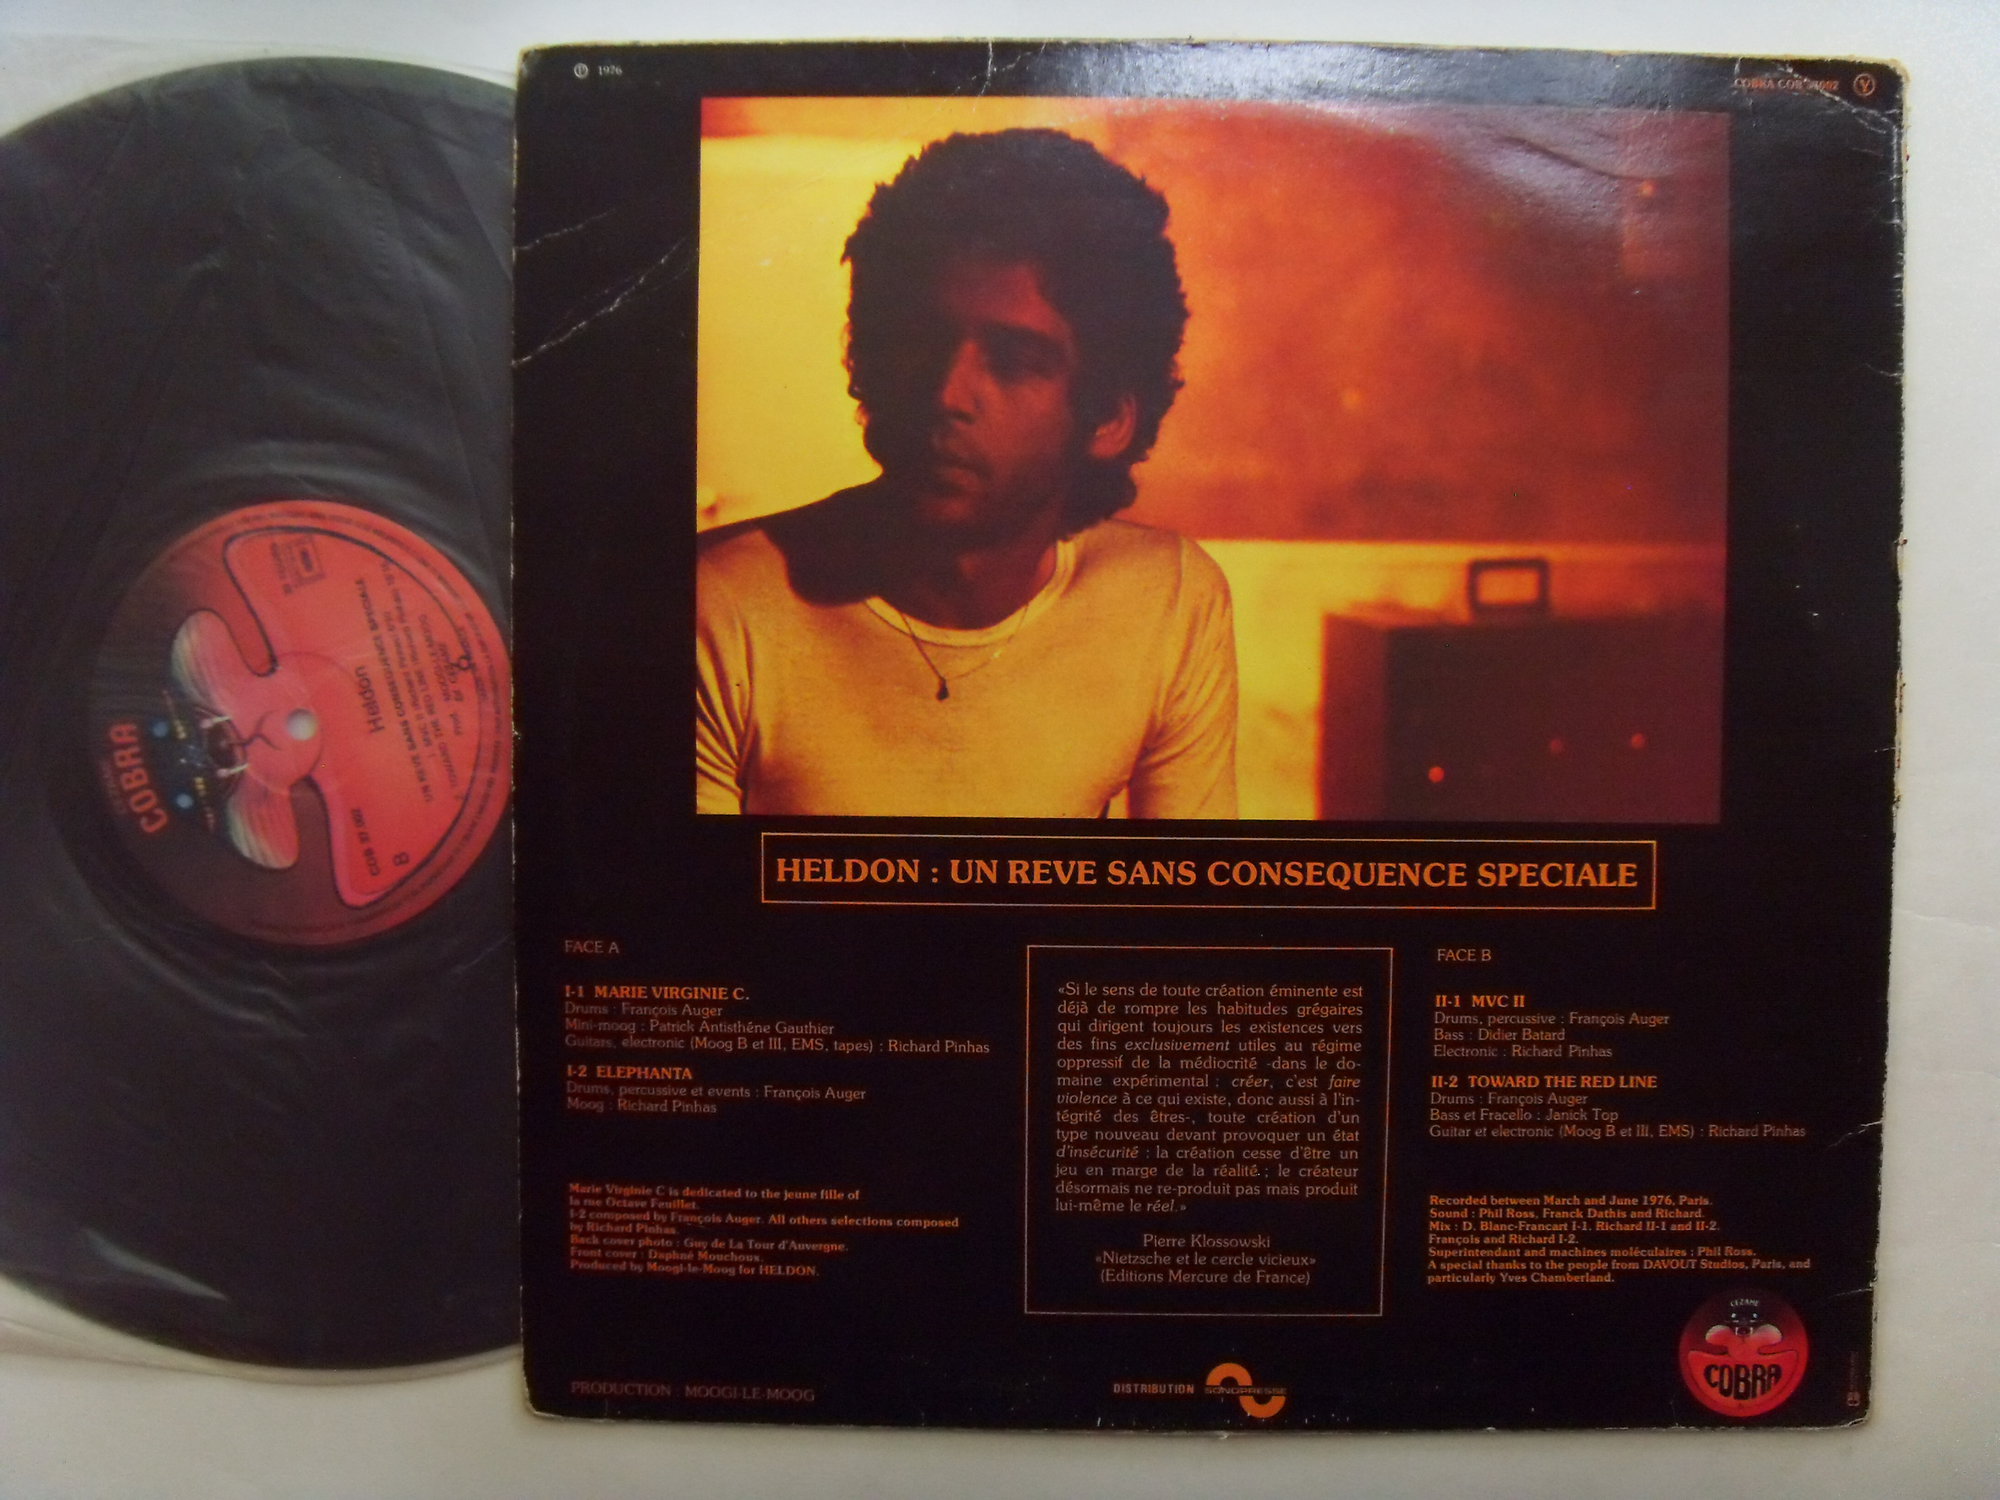 ℗ 1976
COBRA COB 37002 Y
HELDON : UN REVE SANS CONSEQUENCE SPECIALE
FACE A
I-1 MARIE VIRGINIE C.
Drums : François Auger
Mini-moog : Patrick Antisthéne Gauthier
Guitars, electronic (Moog B et III, EMS, tapes) : Richard Pinhas
I-2 ELEPHANTA
Drums, percussive et events : François Auger
Moog : Richard Pinhas
Marie Virginie C is dedicated to the jeune fille of
la rue Octave Feuillet.
I-2 composed by François Auger. All others selections composed
by Richard Pinhas.
Back cover photo : Guy de La Tour d'Auvergne.
Front cover : Daphné Mouchoux.
Produced by Moogi-le-Moog for HELDON.
PRODUCTION : MOOGI-LE-MOOG
«Si le sens de toute création éminente est
déjà de rompre les habitudes grégaires
qui dirigent toujours les existences vers
des fins exclusivement utiles au régime
oppressif de la médiocrité -dans le do-
maine expérimental : créer, c'est faire
violence à ce qui existe, donc aussi à l'in-
tégrité des êtres-, toute création d'un
type nouveau devant provoquer un état
d'insécurité : la création cesse d'être un
jeu en marge de la réalité ; le créateur
désormais ne re-produit pas mais produit
lui-même le réel.»
Pierre Klossowski
«Nietzsche et le cercle vicieux»
(Editions Mercure de France)
DISTRIBUTION SONOPRESSE
FACE B
II-1 MVC II
Drums, percussive : François Auger
Bass : Didier Batard
Electronic : Richard Pinhas
II-2 TOWARD THE RED LINE
Drums : François Auger
Bass et Fracello : Janick Top
Guitar et electronic (Moog B et III, EMS) : Richard Pinhas
Recorded between March and June 1976, Paris.
Sound : Phil Ross, Franck Dathis and Richard.
Mix : D. Blanc-Francart I-1, Richard II-1 and II-2.
François and Richard I-2.
Superintendant and machines moléculaires : Phil Ross.
A special thanks to the people from DAVOUT Studios, Paris, and
particularly Yves Chamberland.
CEZAME
COBRA
COBRA
Heldon
UN REVE SANS CONSEQUENCE SPECIALE
COB 37 002
B